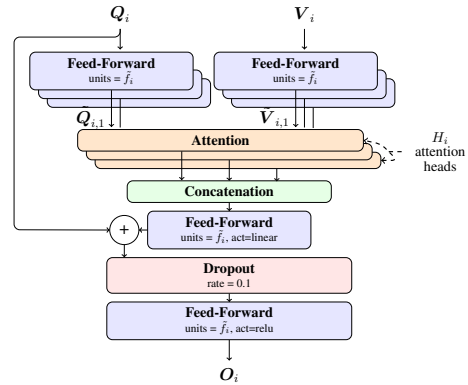 Q_i V_i
Feed-Forward Feed-Forward
units = f̃_i units = f̃_i
Q̃_{i,1} Ṽ_{i,1}
Attention
H_i
attention
heads
Concatenation
Feed-Forward
units = f̃_i, act=linear
+
Dropout
rate = 0.1
Feed-Forward
units = f̃_i, act=relu
O_i